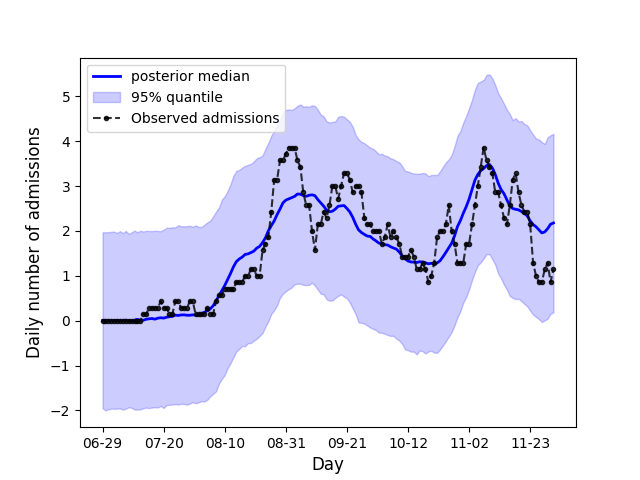 posterior median
95% quantile
Observed admissions
Daily number of admissions
5
4
3
2
1
0
−1
−2
06-29 07-20 08-10 08-31 09-21 10-12 11-02 11-23
Day